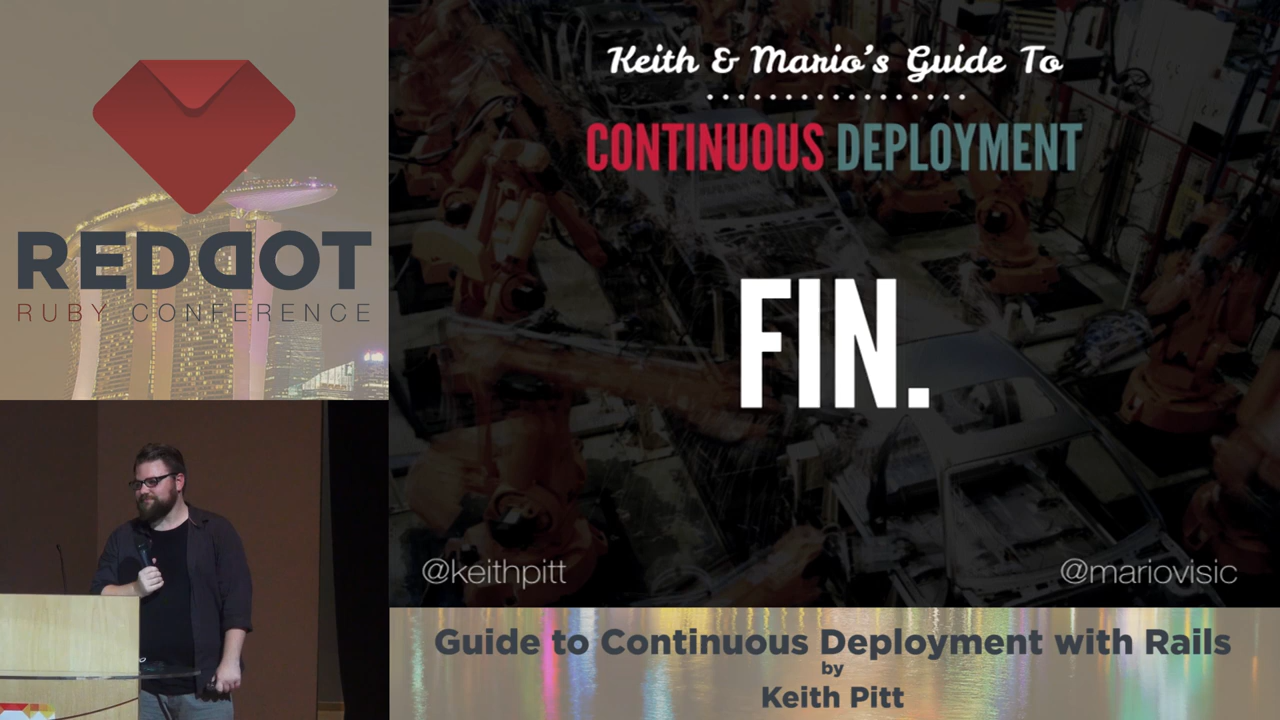 REDDOT
RUBY CONFERENCE
Keith & Mario's Guide To
CONTINUOUS DEPLOYMENT
FIN.
@keithpitt
@mariovisic
Guide to Continuous Deployment with Rails
by
Keith Pitt